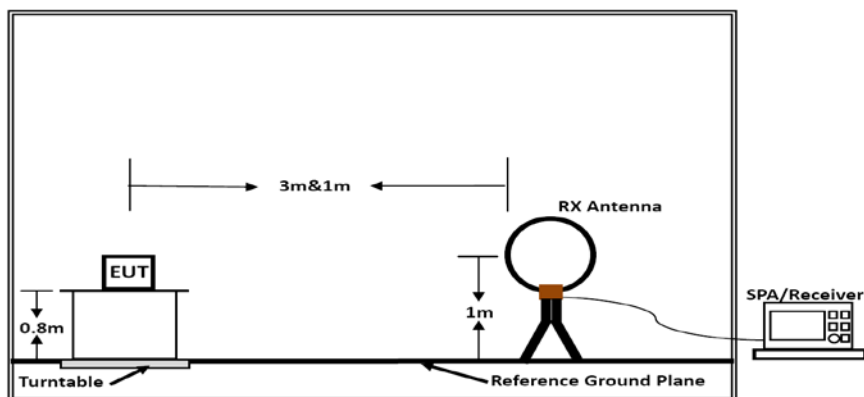 3m&1m
RX Antenna
EUT
SPA/Receiver
0.8m
1m
Turntable
Reference Ground Plane